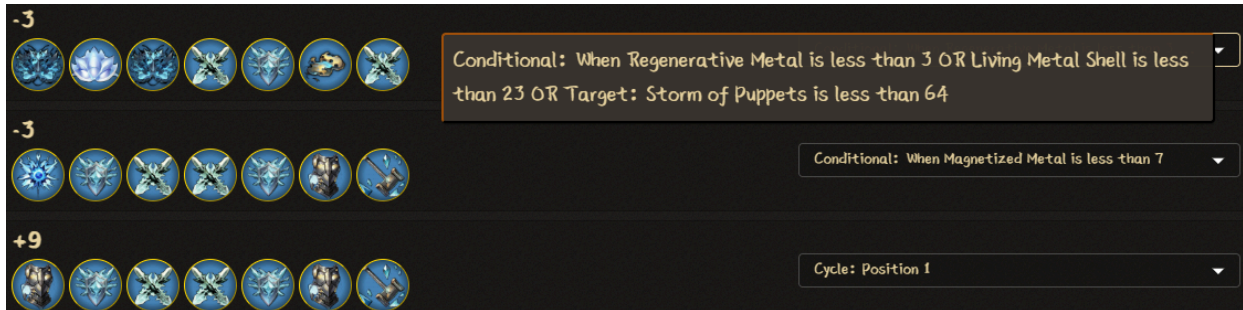 -3
Conditional: When Regenerative Metal is less than 3 OR Living Metal Shell is less
than 23 OR Target: Storm of Puppets is less than 64
-3
Conditional: When Magnetized Metal is less than 7
+9
Cycle: Position 1